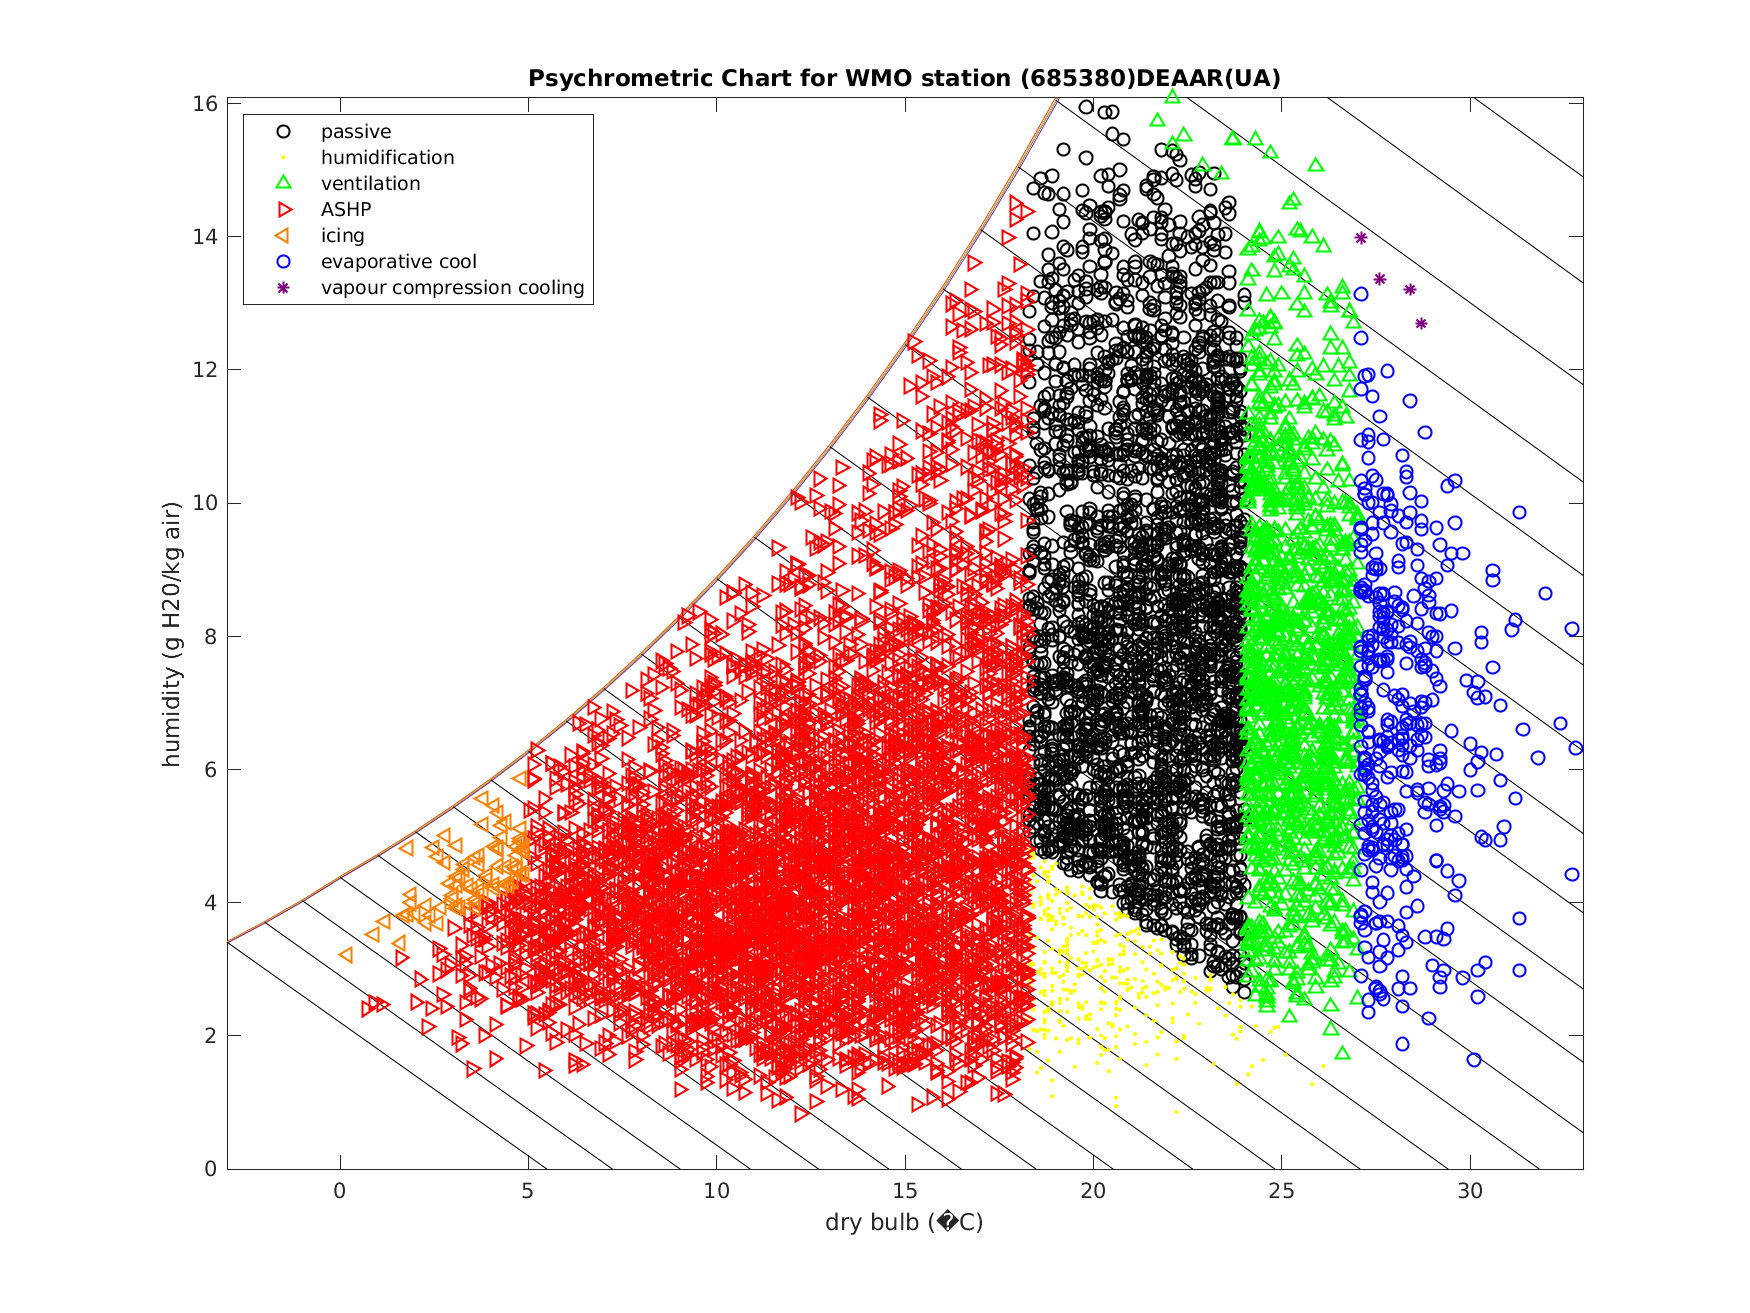 Psychrometric Chart for WMO station (685380)DEAAR(UA)
passive
humidification
ventilation
ASHP
icing
evaporative cool
vapour compression cooling
humidity (g H20/kg air)
16
14
12
10
8
6
4
2
0
0 5 10 15 20 25 30
dry bulb (�C)